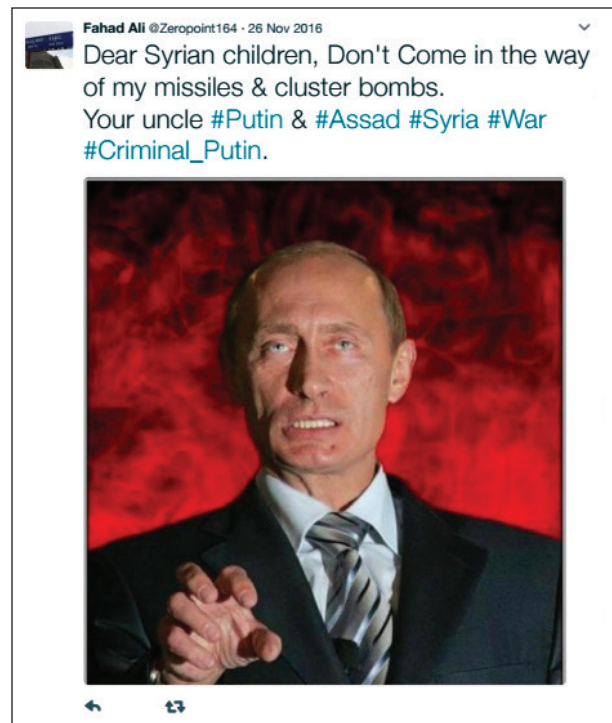 Fahad Ali @Zeropoint164 · 26 Nov 2016
Dear Syrian children, Don't Come in the way
of my missiles & cluster bombs.
Your uncle #Putin & #Assad #Syria #War
#Criminal_Putin.